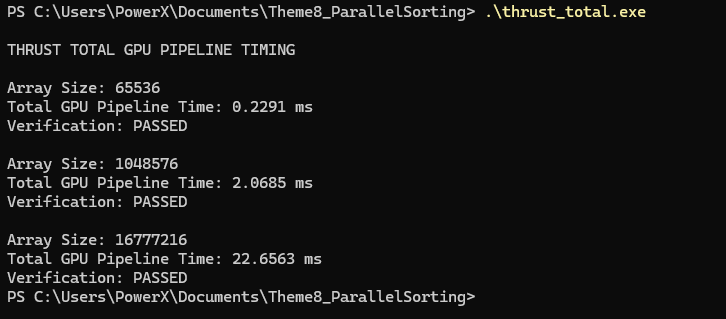 PS C:\Users\PowerX\Documents\Theme8_ParallelSorting> .\thrust_total.exe
THRUST TOTAL GPU PIPELINE TIMING
Array Size: 65536
Total GPU Pipeline Time: 0.2291 ms
Verification: PASSED
Array Size: 1048576
Total GPU Pipeline Time: 2.0685 ms
Verification: PASSED
Array Size: 16777216
Total GPU Pipeline Time: 22.6563 ms
Verification: PASSED
PS C:\Users\PowerX\Documents\Theme8_ParallelSorting>